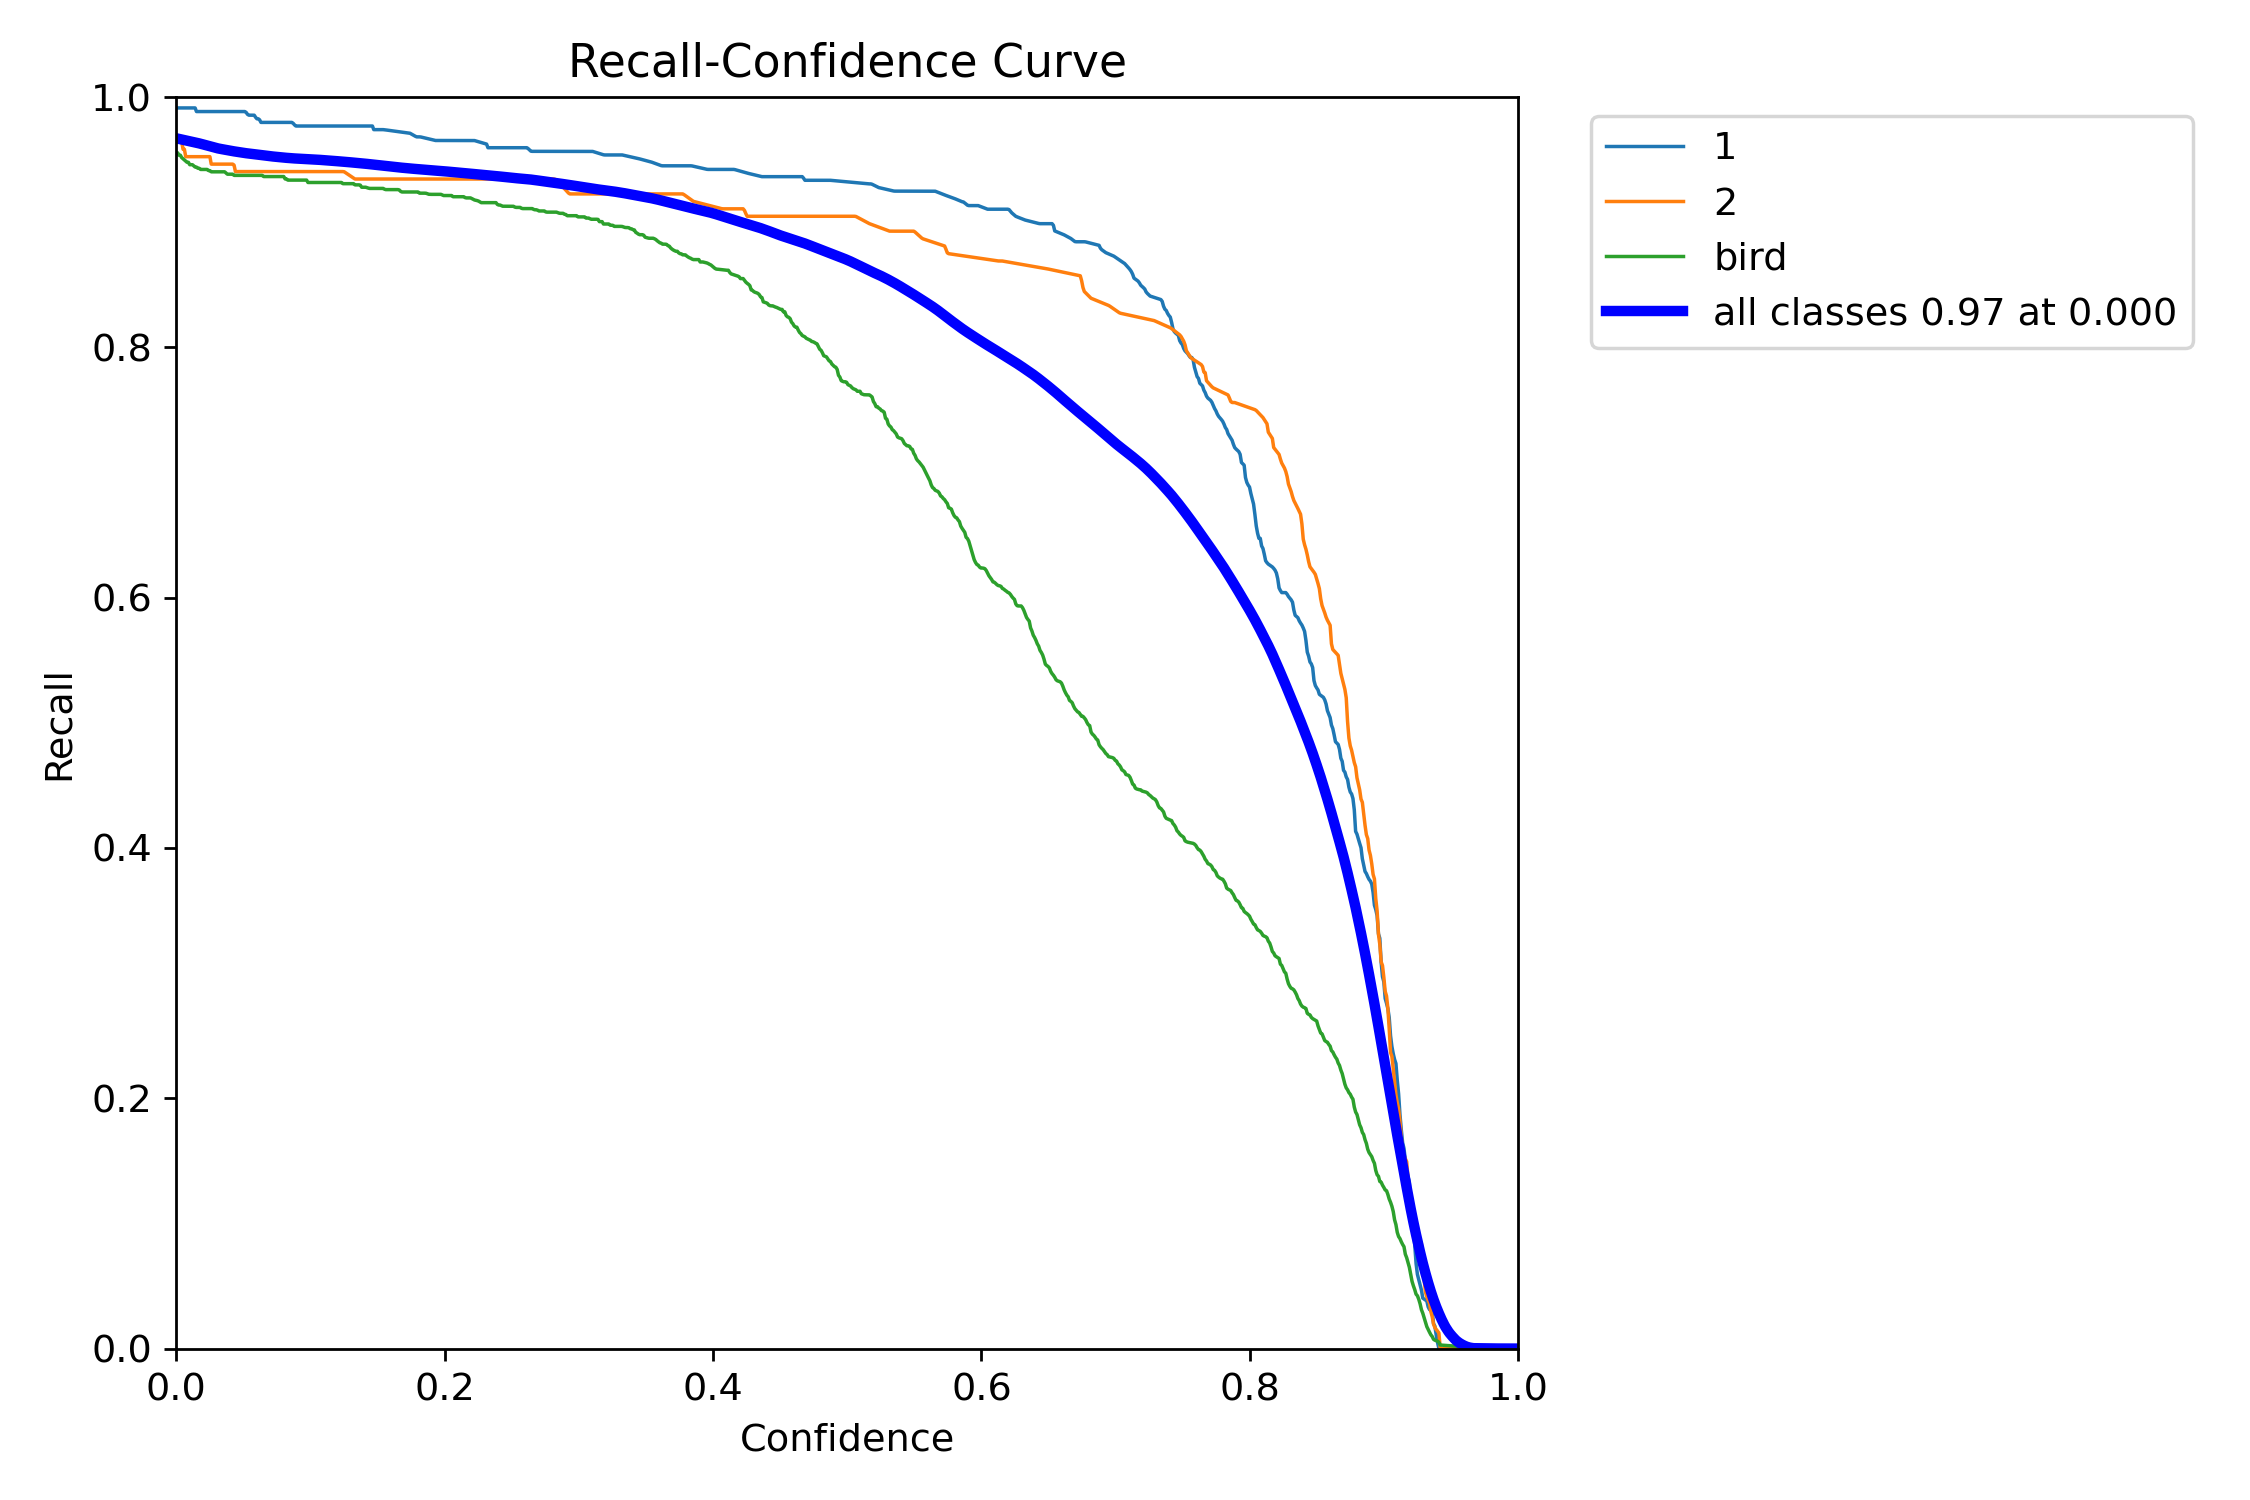 Recall-Confidence Curve
1.0
0.8
0.6
0.4
0.2
0.0
Recall
0.0 0.2 0.4 0.6 0.8 1.0
Confidence
1
2
bird
all classes 0.97 at 0.000